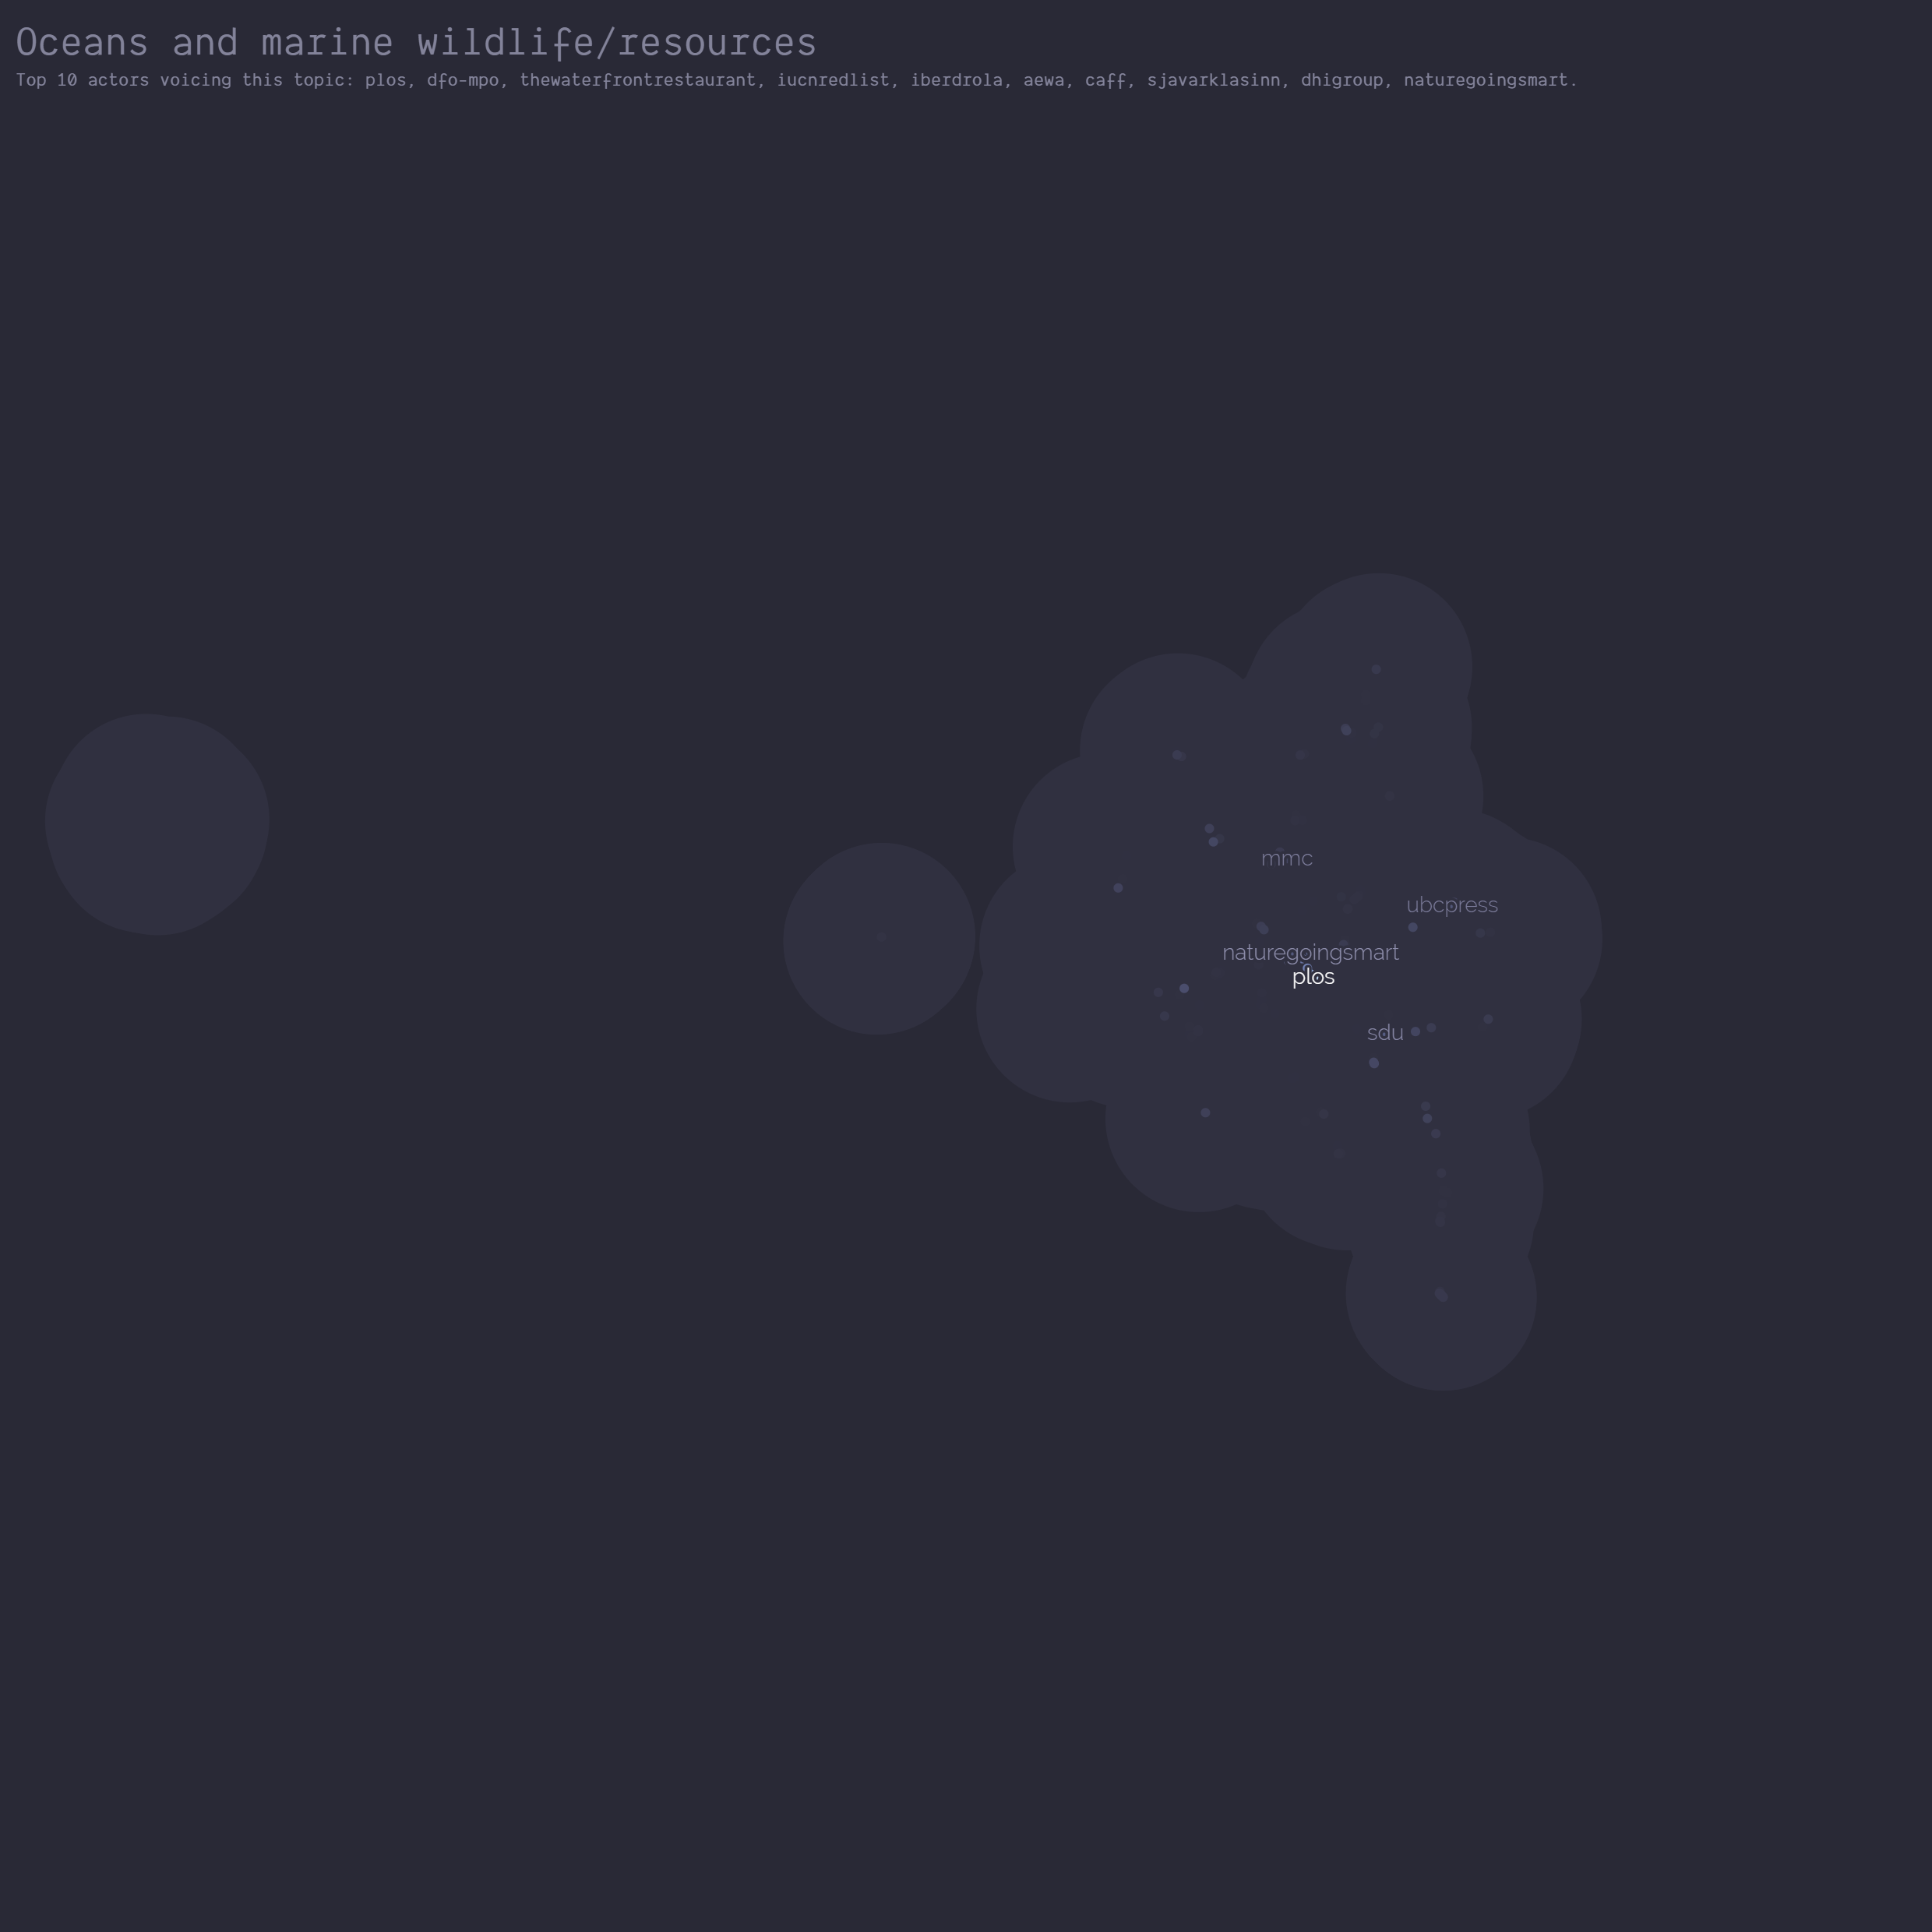 Oceans and marine wildlife/resources
Top 10 actors voicing this topic: plos, dfo-mpo, thewaterfrontrestaurant, iucnredlist, iberdrola, aewa, caff, sjavarklasinn, dhigroup, naturegoingsmart.
mmc
ubcpress
naturegoingsmart
plos
sdu